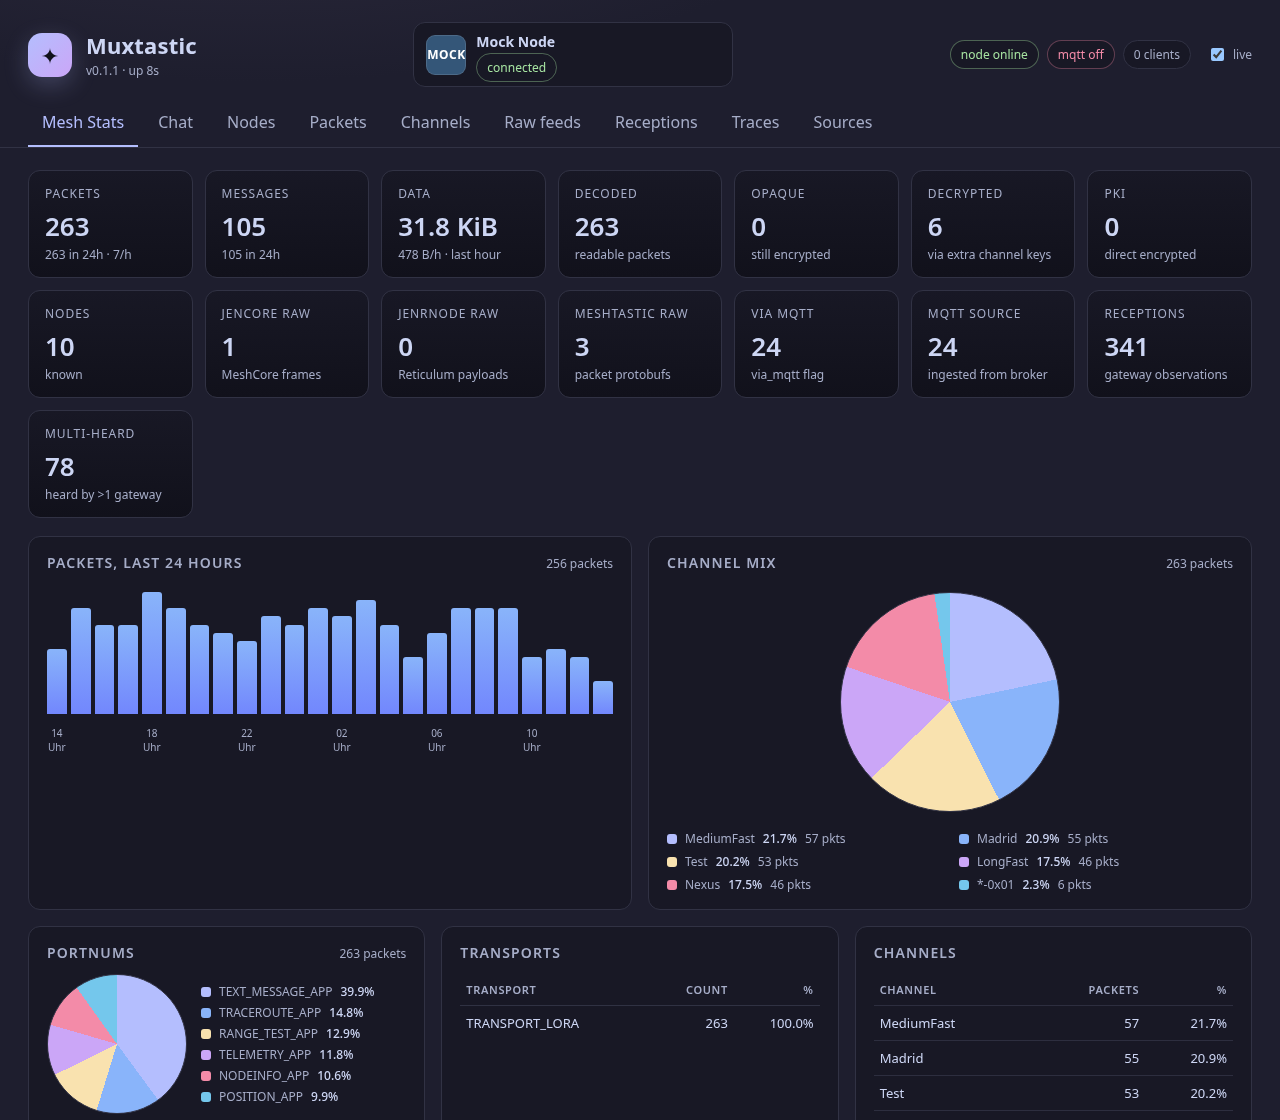 ✦
Muxtastic
v0.1.1 · up 8s
MOCK
Mock Node
connected
node online
mqtt off
0 clients
live
Mesh Stats
Chat
Nodes
Packets
Channels
Raw feeds
Receptions
Traces
Sources
PACKETS
263
263 in 24h · 7/h
MESSAGES
105
105 in 24h
DATA
31.8 KiB
478 B/h · last hour
DECODED
263
readable packets
OPAQUE
0
still encrypted
DECRYPTED
6
via extra channel keys
PKI
0
direct encrypted
NODES
10
known
JENCORE RAW
1
MeshCore frames
JENRNODE RAW
0
Reticulum payloads
MESHTASTIC RAW
3
packet protobufs
VIA MQTT
24
via_mqtt flag
MQTT SOURCE
24
ingested from broker
RECEPTIONS
341
gateway observations
MULTI-HEARD
78
heard by >1 gateway
PACKETS, LAST 24 HOURS
256 packets
14 Uhr
18 Uhr
22 Uhr
02 Uhr
06 Uhr
10 Uhr
CHANNEL MIX
263 packets
MediumFast 21.7% 57 pkts
Madrid 20.9% 55 pkts
Test 20.2% 53 pkts
LongFast 17.5% 46 pkts
Nexus 17.5% 46 pkts
*-0x01 2.3% 6 pkts
PORTNUMS
263 packets
TEXT_MESSAGE_APP 39.9%
TRACEROUTE_APP 14.8%
RANGE_TEST_APP 12.9%
TELEMETRY_APP 11.8%
NODEINFO_APP 10.6%
POSITION_APP 9.9%
TRANSPORTS
TRANSPORT COUNT %
TRANSPORT_LORA 263 100.0%
CHANNELS
CHANNEL PACKETS %
MediumFast 57 21.7%
Madrid 55 20.9%
Test 53 20.2%